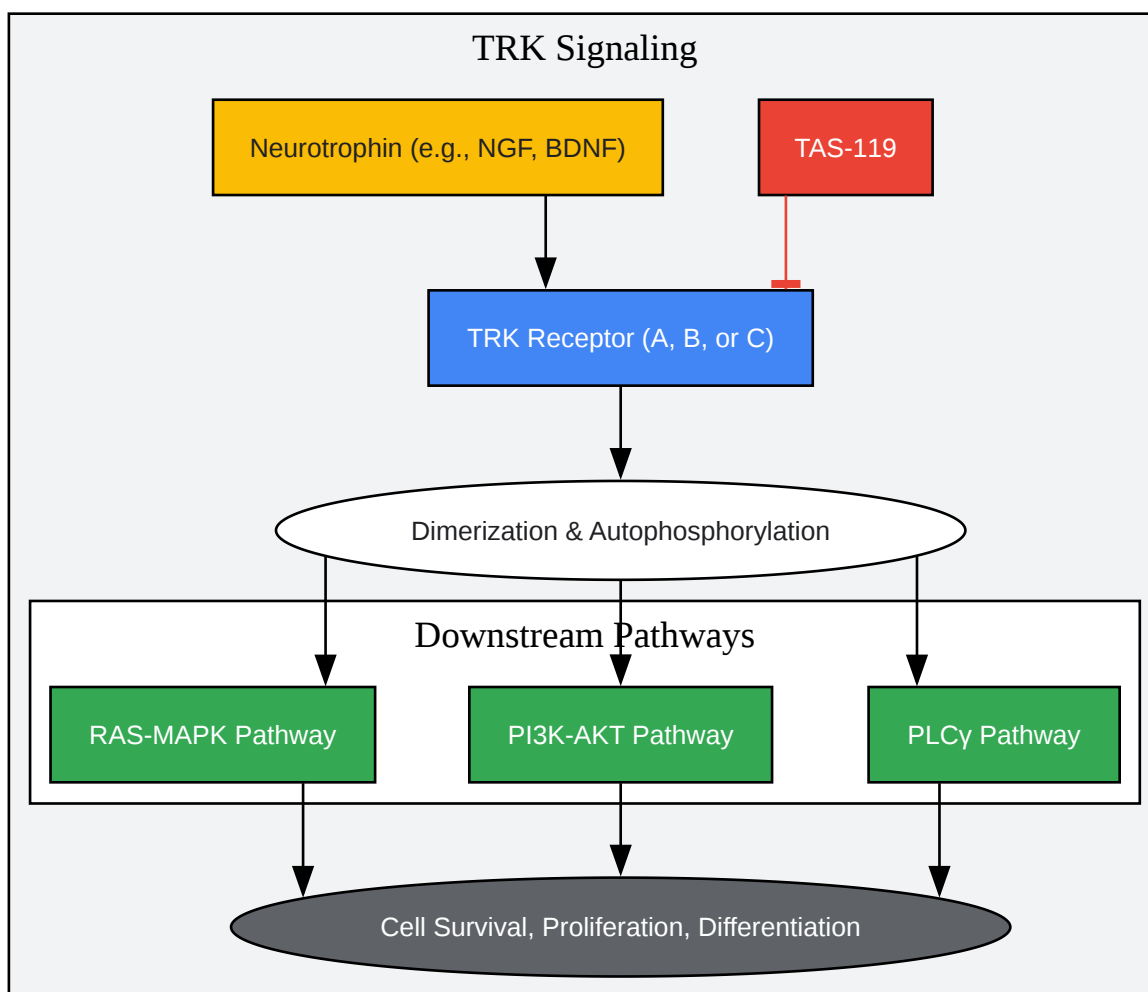 TRK Signaling
Neurotrophin (e.g., NGF, BDNF)
TAS-119
TRK Receptor (A, B, or C)
Dimerization & Autophosphorylation
Downstream Pathways
RAS-MAPK Pathway
PI3K-AKT Pathway
PLCγ Pathway
Cell Survival, Proliferation, Differentiation